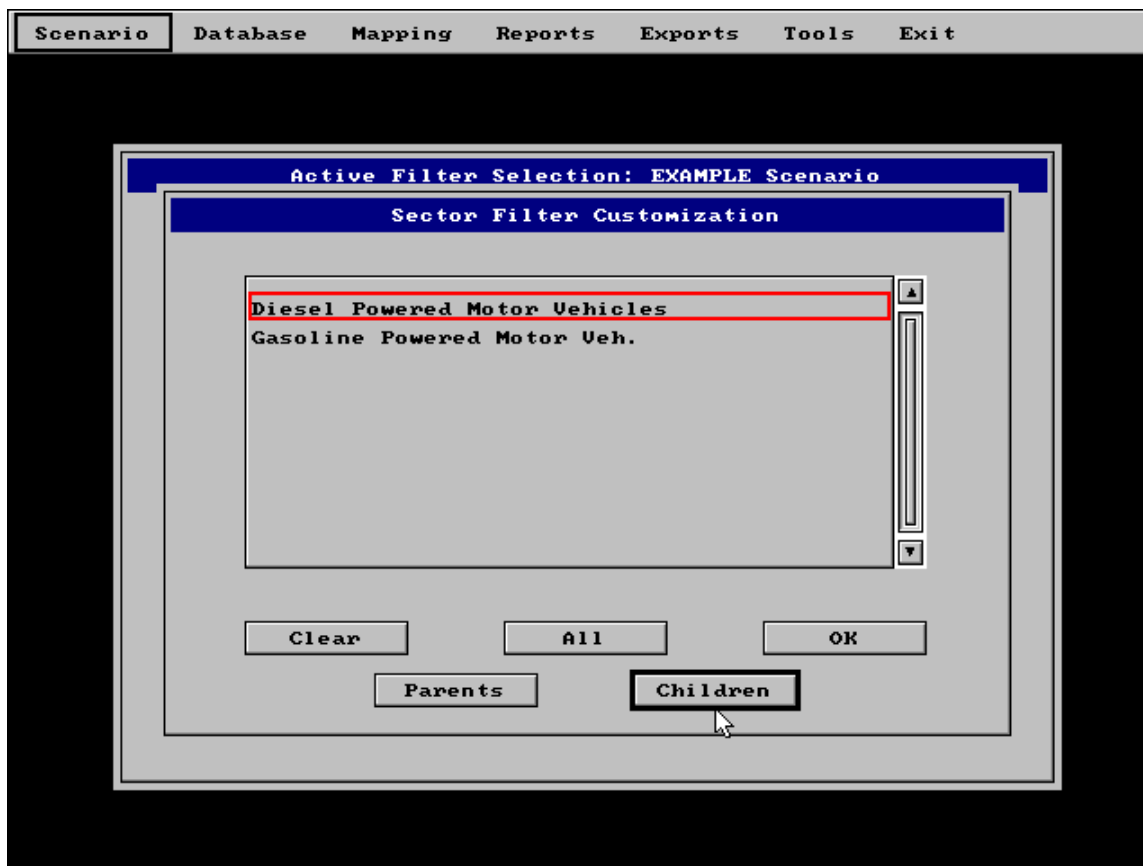 Scenario Database Mapping Reports Exports Tools Exit
Active Filter Selection: EXAMPLE Scenario
Sector Filter Customization
Diesel Powered Motor Vehicles
Gasoline Powered Motor Veh.
Clear All OK
Parents Children